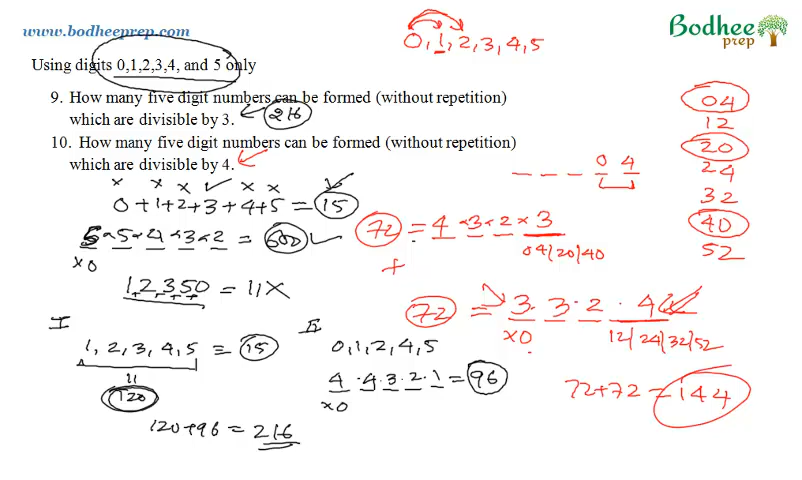 www.bodheeprep.com
Bodhee
prep
0, 1, 2, 3, 4, 5
Using digits 0,1,2,3,4, and 5 only
9. How many five digit numbers can be formed (without repetition)
which are divisible by 3. 216
10. How many five digit numbers can be formed (without repetition)
which are divisible by 4.
04
12
20
24
32
40
52
0 4
x x x ✓ x x
0+1+2+3+4+5 = 15
5 × 5 × 4 × 3 × 2 = 600
×0
1,2,3,5,0 = 11 X
72 = 4 × 3 × 2 × 3
04/20/40
+
72 = 3 · 3 · 2 · 4
×0 12/24/32/52
72+72 = 144
I
1, 2, 3, 4, 5 = 15
120
II
0,1,2,4,5
4 · 4 · 3 · 2 · 1 = 96
×0
120+96 = 216